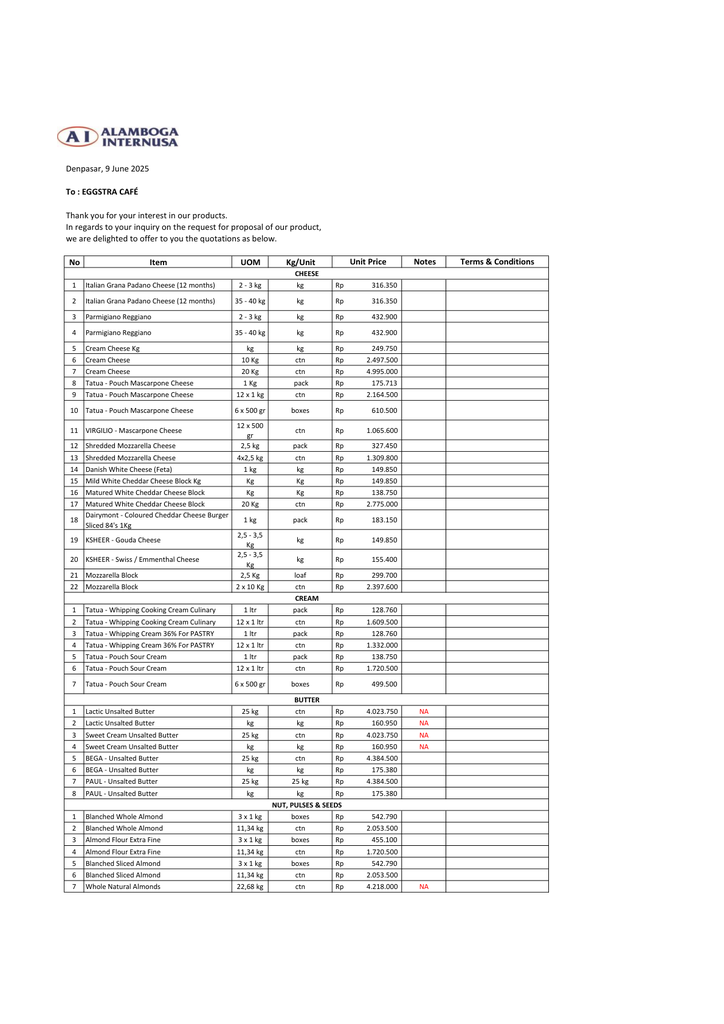 AI ALAMBOGA
INTERNUSA
Denpasar, 9 June 2025
To : EGGSTRA CAFÉ
Thank you for your interest in our products.
In regards to your inquiry on the request for proposal of our product,
we are delighted to offer to you the quotations as below.
No Item UOM Kg/Unit Unit Price Notes Terms & Conditions
CHEESE
1 Italian Grana Padano Cheese (12 months) 2 - 3 kg kg Rp 316.350
2 Italian Grana Padano Cheese (12 months) 35 - 40 kg kg Rp 316.350
3 Parmigiano Reggiano 2 - 3 kg kg Rp 432.900
4 Parmigiano Reggiano 35 - 40 kg kg Rp 432.900
5 Cream Cheese Kg kg kg Rp 249.750
6 Cream Cheese 10 Kg ctn Rp 2.497.500
7 Cream Cheese 20 Kg ctn Rp 4.995.000
8 Tatua - Pouch Mascarpone Cheese 1 Kg pack Rp 175.713
9 Tatua - Pouch Mascarpone Cheese 12 x 1 kg ctn Rp 2.164.500
10 Tatua - Pouch Mascarpone Cheese 6 x 500 gr boxes Rp 610.500
11 VIRGILIO - Mascarpone Cheese 12 x 500
gr ctn Rp 1.065.600
12 Shredded Mozzarella Cheese 2,5 kg pack Rp 327.450
13 Shredded Mozzarella Cheese 4x2,5 kg ctn Rp 1.309.800
14 Danish White Cheese (Feta) 1 kg kg Rp 149.850
15 Mild White Cheddar Cheese Block Kg Kg Kg Rp 149.850
16 Matured White Cheddar Cheese Block Kg Kg Rp 138.750
17 Matured White Cheddar Cheese Block 20 Kg ctn Rp 2.775.000
18 Dairymont - Coloured Cheddar Cheese Burger
Sliced 84's 1Kg 1 kg pack Rp 183.150
19 KSHEER - Gouda Cheese 2,5 - 3,5
Kg kg Rp 149.850
20 KSHEER - Swiss / Emmenthal Cheese 2,5 - 3,5
Kg kg Rp 155.400
21 Mozzarella Block 2,5 Kg loaf Rp 299.700
22 Mozzarella Block 2 x 10 Kg ctn Rp 2.397.600
CREAM
1 Tatua - Whipping Cooking Cream Culinary 1 ltr pack Rp 128.760
2 Tatua - Whipping Cooking Cream Culinary 12 x 1 ltr ctn Rp 1.609.500
3 Tatua - Whipping Cream 36% For PASTRY 1 ltr pack Rp 128.760
4 Tatua - Whipping Cream 36% For PASTRY 12 x 1 ltr ctn Rp 1.332.000
5 Tatua - Pouch Sour Cream 1 ltr pack Rp 138.750
6 Tatua - Pouch Sour Cream 12 x 1 ltr ctn Rp 1.720.500
7 Tatua - Pouch Sour Cream 6 x 500 gr boxes Rp 499.500
BUTTER
1 Lactic Unsalted Butter 25 kg ctn Rp 4.023.750 NA
2 Lactic Unsalted Butter kg kg Rp 160.950 NA
3 Sweet Cream Unsalted Butter 25 kg ctn Rp 4.023.750 NA
4 Sweet Cream Unsalted Butter kg kg Rp 160.950 NA
5 BEGA - Unsalted Butter 25 kg ctn Rp 4.384.500
6 BEGA - Unsalted Butter kg kg Rp 175.380
7 PAUL - Unsalted Butter 25 kg 25 kg Rp 4.384.500
8 PAUL - Unsalted Butter kg kg Rp 175.380
NUT, PULSES & SEEDS
1 Blanched Whole Almond 3 x 1 kg boxes Rp 542.790
2 Blanched Whole Almond 11,34 kg ctn Rp 2.053.500
3 Almond Flour Extra Fine 3 x 1 kg boxes Rp 455.100
4 Almond Flour Extra Fine 11,34 kg ctn Rp 1.720.500
5 Blanched Sliced Almond 3 x 1 kg boxes Rp 542.790
6 Blanched Sliced Almond 11,34 kg ctn Rp 2.053.500
7 Whole Natural Almonds 22,68 kg ctn Rp 4.218.000 NA